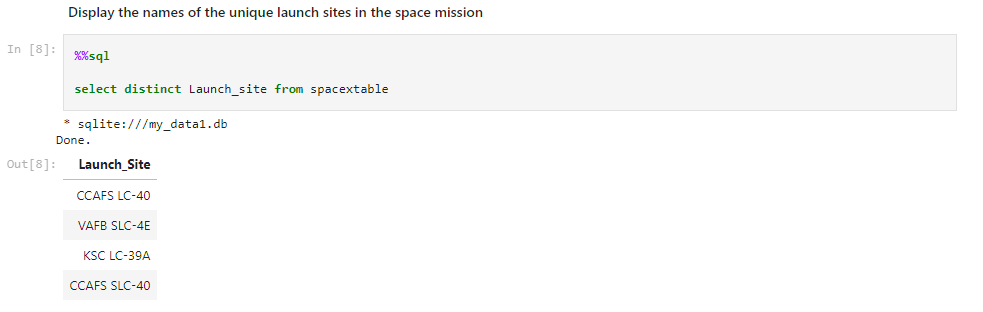 Display the names of the unique launch sites in the space mission
In [8]:
%%sql
select distinct Launch_site from spacextable
* sqlite:///my_data1.db
Done.
Out[8]:
Launch_Site
CCAFS LC-40
VAFB SLC-4E
KSC LC-39A
CCAFS SLC-40